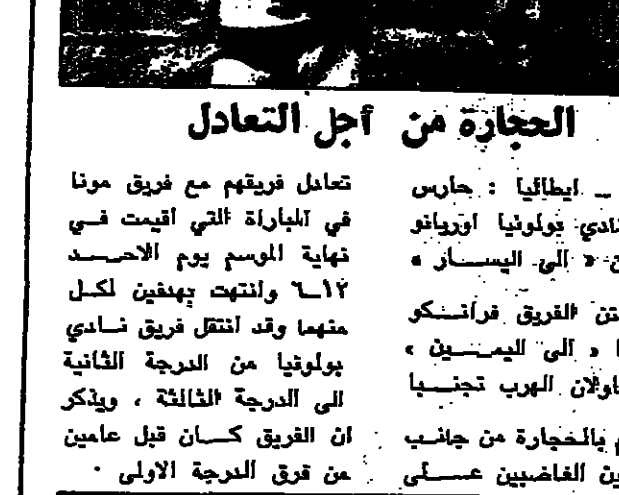 الحجارة من أجل التعادل
ـ ايطاليا : حارس
نادي بولونيا اوريانو
« الى اليسار »
الفريق فرانكو
« الى اليمين »
الهرب تجنبا
بالحجارة من جانب
الغاضبين على
تعادل فريقهم مع فريق مونا
في المباراة التي اقيمت في
نهاية الموسم يوم الاحد
١٢ـ٦ وانتهت بهدفين لكل
منهما وقد انتقل فريق نادي
بولونيا من الدرجة الثانية
الى الدرجة الثالثة ، ويذكر
ان الفريق كان قبل عامين
من فرق الدرجة الاولى ٠